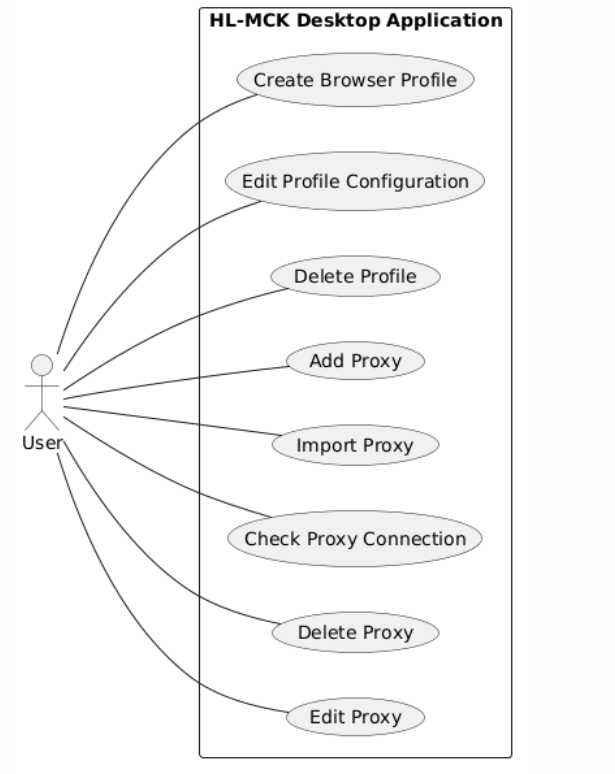 HL-MCK Desktop Application
Create Browser Profile
Edit Profile Configuration
Delete Profile
Add Proxy
Import Proxy
User
Check Proxy Connection
Delete Proxy
Edit Proxy